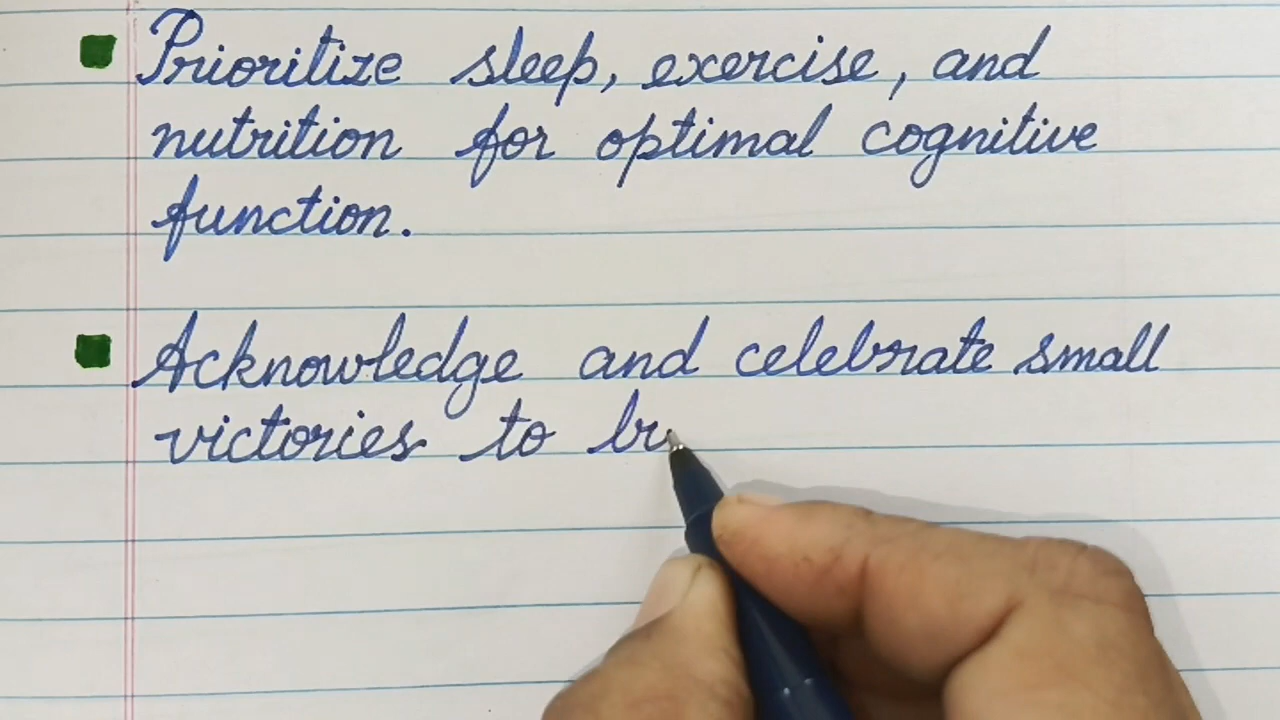 Prioritize sleep, exercise, and
nutrition for optimal cognitive
function.
Acknowledge and celebrate small
victories to